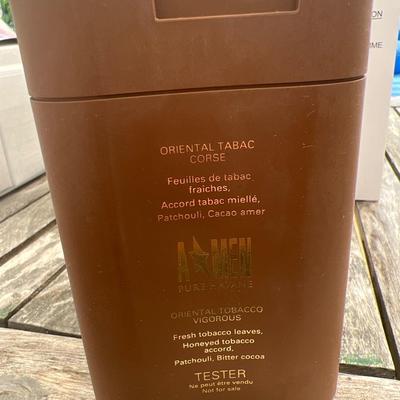 ORIENTAL TABAC
CORSE
Feuilles de tabac
fraiches,
Accord tabac miellé,
Patchouli, Cacao amer
A★MEN
PURE HAVANE
ORIENTAL TOBACCO
VIGOROUS
Fresh tobacco leaves,
Honeyed tobacco
accord,
Patchouli, Bitter cocoa
TESTER
Ne peut être vendu
Not for sale